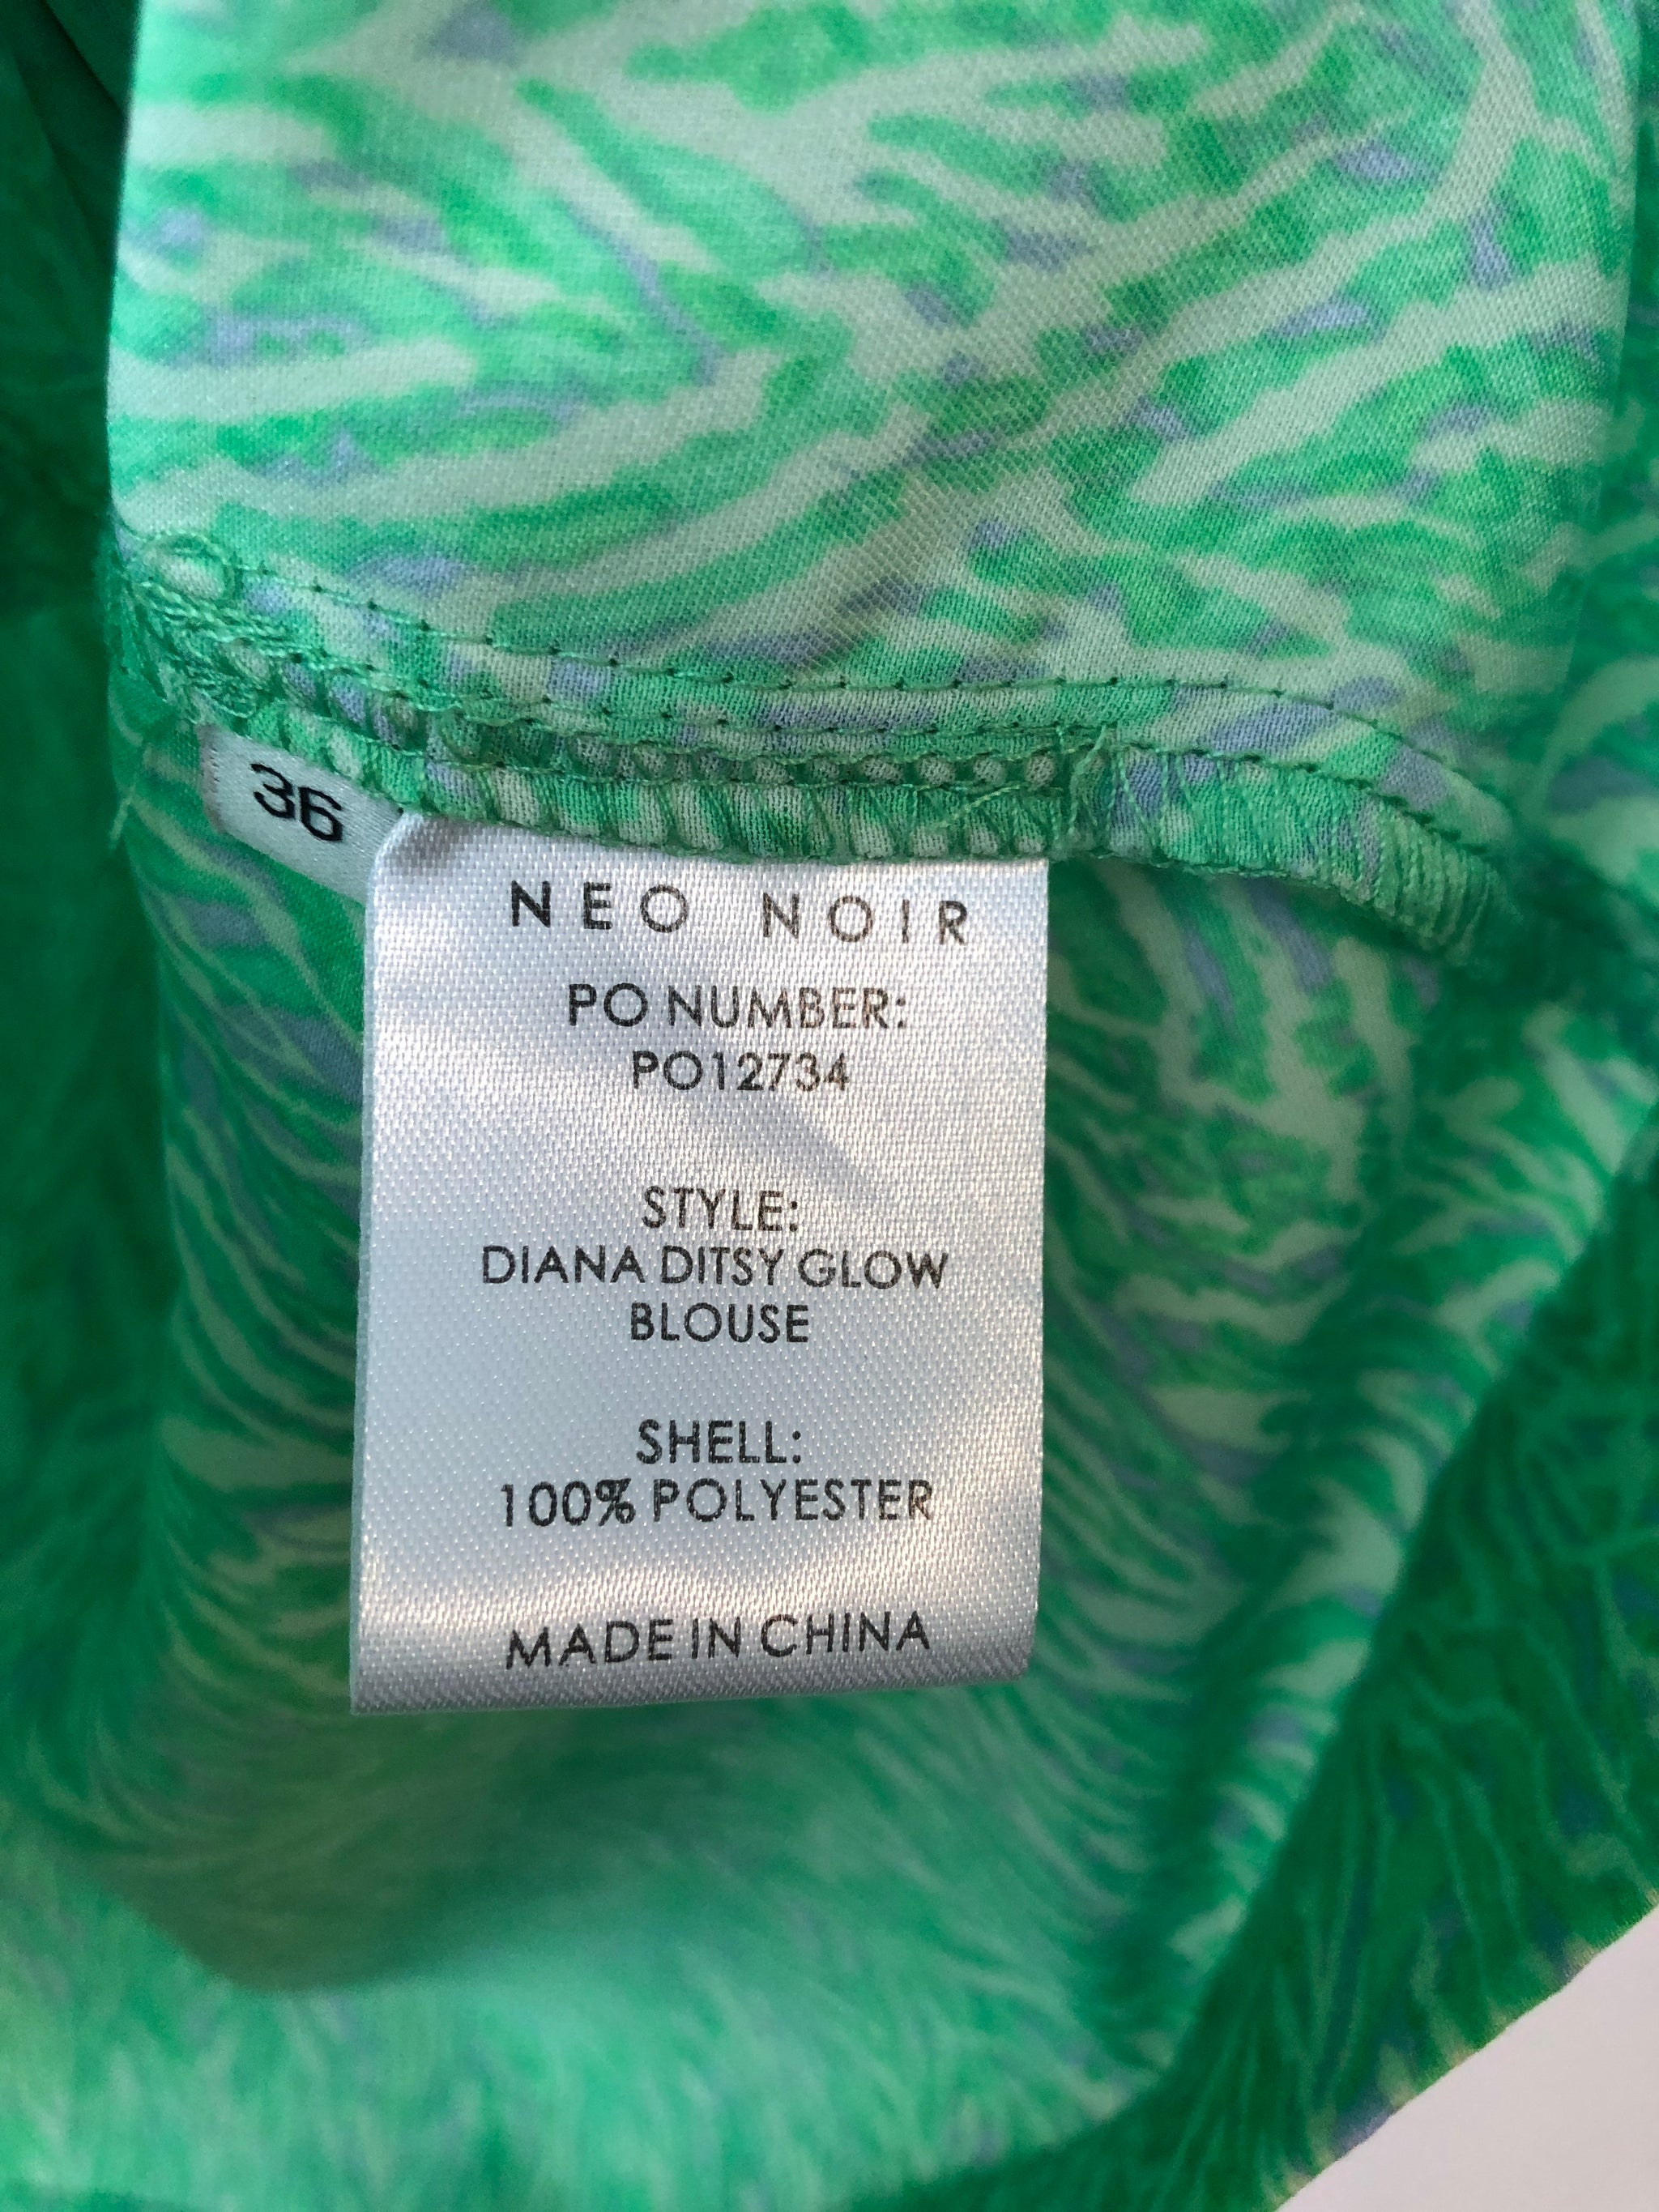 36
NEO NOIR
PO NUMBER:
PO12734
STYLE:
DIANA DITSY GLOW
BLOUSE
SHELL:
100% POLYESTER
MADE IN CHINA